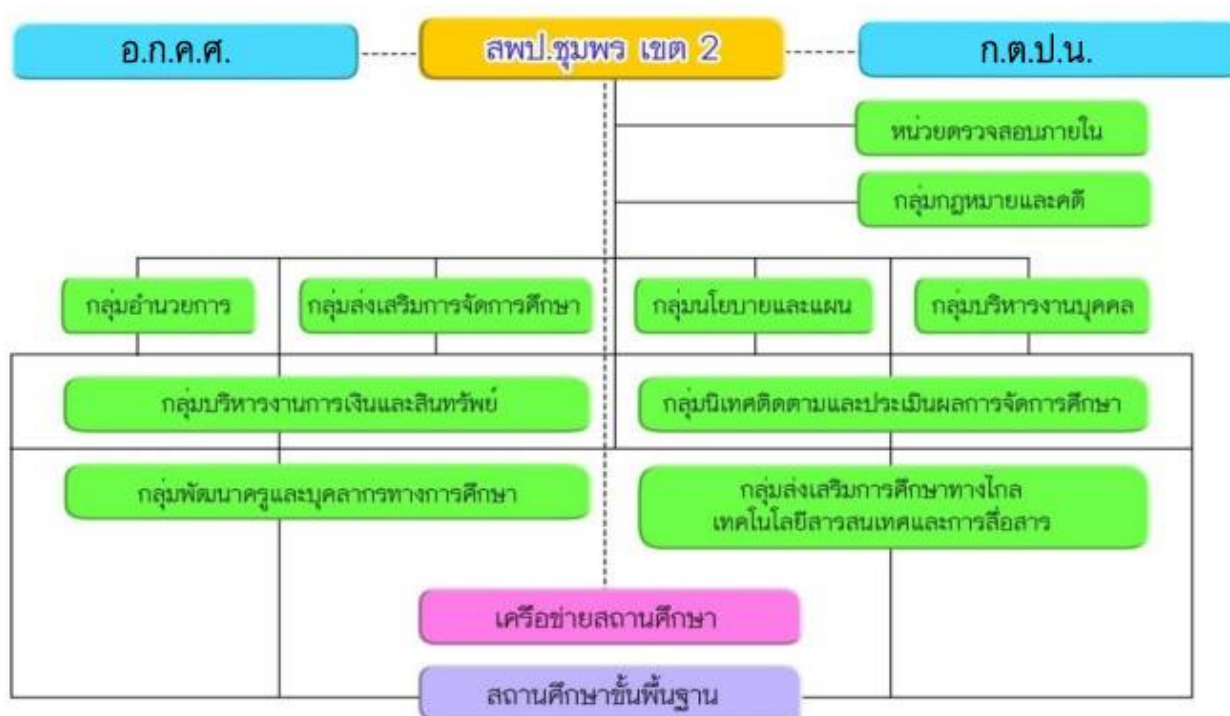 อ.ก.ค.ศ.
สพป.ชุมพร เขต 2
ก.ต.ป.น.
หน่วยตรวจสอบภายใน
กลุ่มกฎหมายและคดี
กลุ่มอำนวยการ
กลุ่มส่งเสริมการจัดการศึกษา
กลุ่มนโยบายและแผน
กลุ่มบริหารงานบุคคล
กลุ่มบริหารงานการเงินและสินทรัพย์
กลุ่มนิเทศติดตามและประเมินผลการจัดการศึกษา
กลุ่มพัฒนาครูและบุคลากรทางการศึกษา
กลุ่มส่งเสริมการศึกษาทางไกล
เทคโนโลยีสารสนเทศและการสื่อสาร
เครือข่ายสถานศึกษา
สถานศึกษาขั้นพื้นฐาน